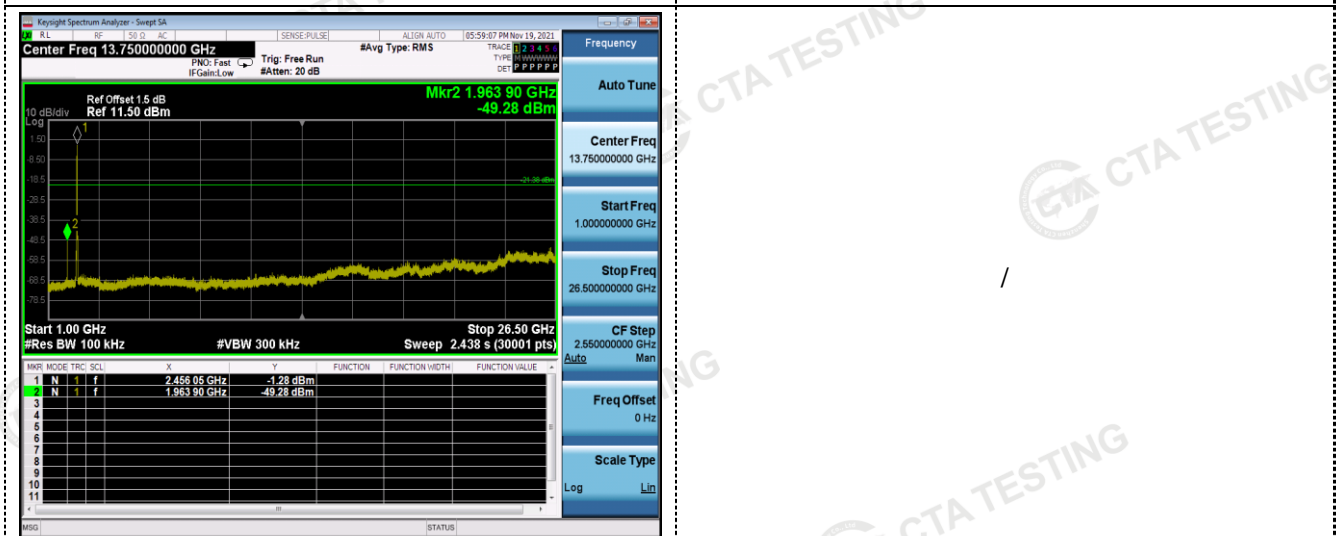 Keysight Spectrum Analyzer - Swept SA
RL RF 50 Ω AC SENSE:PULSE ALIGN AUTO 05:59:07 PM Nov 19, 2021
Center Freq 13.750000000 GHz #Avg Type: RMS TRACE 1 2 3 4 5 6
PNO: Fast Trig: Free Run TYPE M W W W W W
IFGain:Low #Atten: 20 dB DET P P P P P P
Mkr2 1.963 90 GHz
-49.28 dBm
Ref Offset 1.5 dB
10 dB/div Ref 11.50 dBm
Log
1
1.50
-8.50
-18.5
-21.38 dBm
-28.5
-38.5
2
-48.5
-58.5
-68.5
-78.5
Start 1.00 GHz Stop 26.50 GHz
#Res BW 100 kHz #VBW 300 kHz Sweep 2.438 s (30001 pts)
MKR MODE TRC SCL X Y FUNCTION FUNCTION WIDTH FUNCTION VALUE
1 N 1 f 2.456 05 GHz -1.28 dBm
2 N 1 f 1.963 90 GHz -49.28 dBm
3
4
5
6
7
8
9
10
11
MSG STATUS
Frequency
Auto Tune
Center Freq
13.750000000 GHz
Start Freq
1.000000000 GHz
Stop Freq
26.500000000 GHz
CF Step
2.550000000 GHz
Auto Man
Freq Offset
0 Hz
Scale Type
Log Lin
/
CTA TESTING
CTA TESTING
CTA TESTING